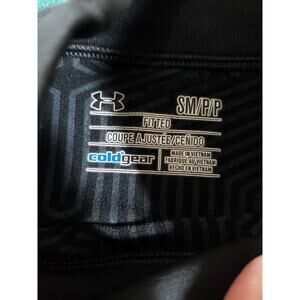 SM/P/P
FITTED
COUPE AJUSTÉE/CEÑIDO
coldgear
MADE IN VIETNAM
FABRIQUÉ AU VIETNAM
HECHO EN VIETNAM